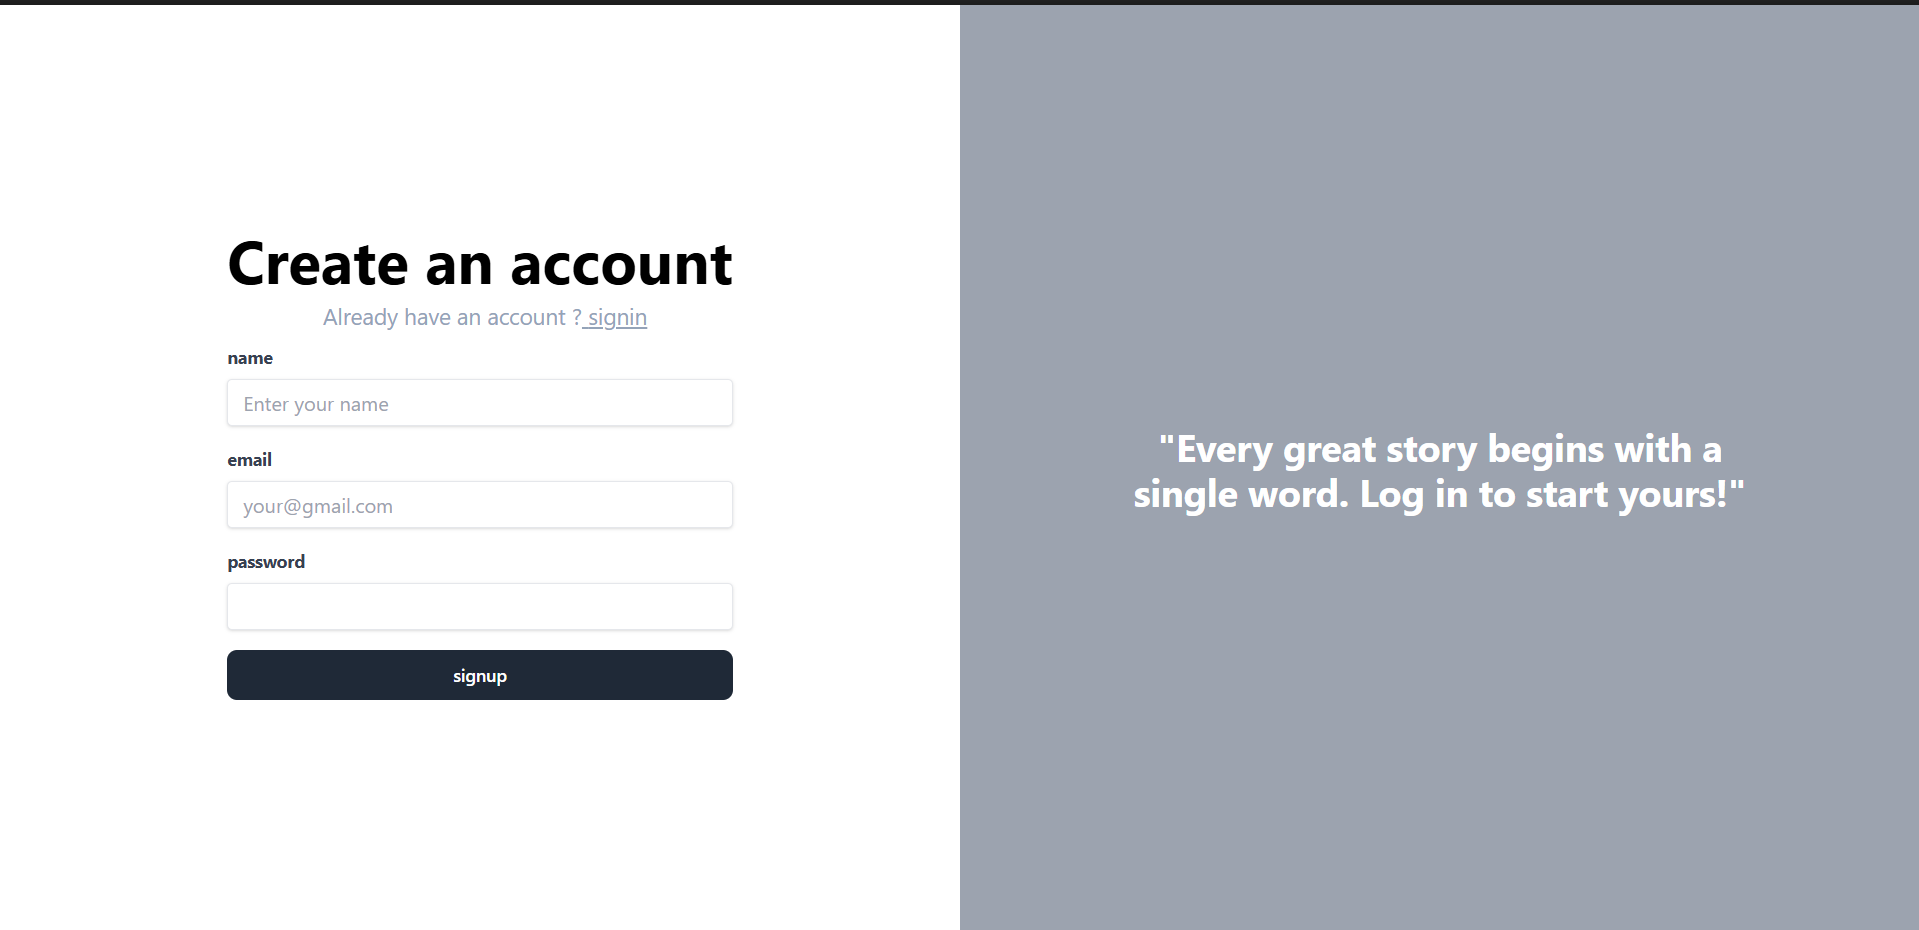 Create an account
Already have an account ? signin
name
Enter your name
email
your@gmail.com
password
signup
"Every great story begins with a
single word. Log in to start yours!"